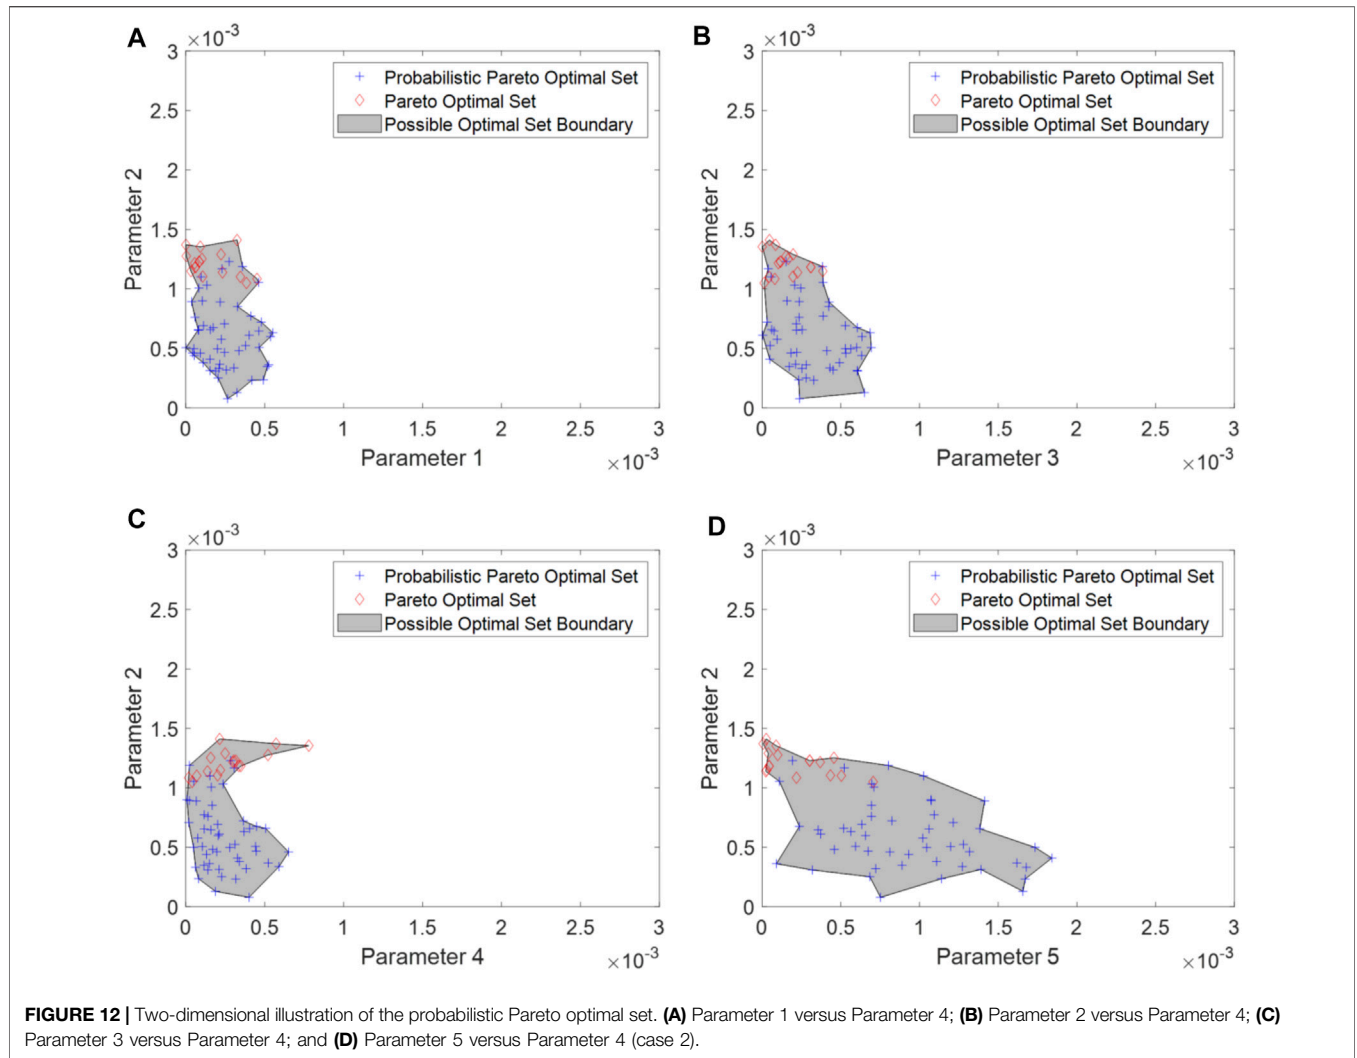 A
×10-3
3
2.5
2
1.5
1
0.5
0
Parameter 2
Probabilistic Pareto Optimal Set
Pareto Optimal Set
Possible Optimal Set Boundary
0 0.5 1 1.5 2 2.5 3
Parameter 1
×10-3
B
×10-3
3
2.5
2
1.5
1
0.5
0
Parameter 2
Probabilistic Pareto Optimal Set
Pareto Optimal Set
Possible Optimal Set Boundary
0 0.5 1 1.5 2 2.5 3
Parameter 3
×10-3
C
×10-3
3
2.5
2
1.5
1
0.5
0
Parameter 2
Probabilistic Pareto Optimal Set
Pareto Optimal Set
Possible Optimal Set Boundary
0 0.5 1 1.5 2 2.5 3
Parameter 4
×10-3
D
×10-3
3
2.5
2
1.5
1
0.5
0
Parameter 2
Probabilistic Pareto Optimal Set
Pareto Optimal Set
Possible Optimal Set Boundary
0 0.5 1 1.5 2 2.5 3
Parameter 5
×10-3
FIGURE 12 | Two-dimensional illustration of the probabilistic Pareto optimal set. (A) Parameter 1 versus Parameter 4; (B) Parameter 2 versus Parameter 4; (C)
Parameter 3 versus Parameter 4; and (D) Parameter 5 versus Parameter 4 (case 2).